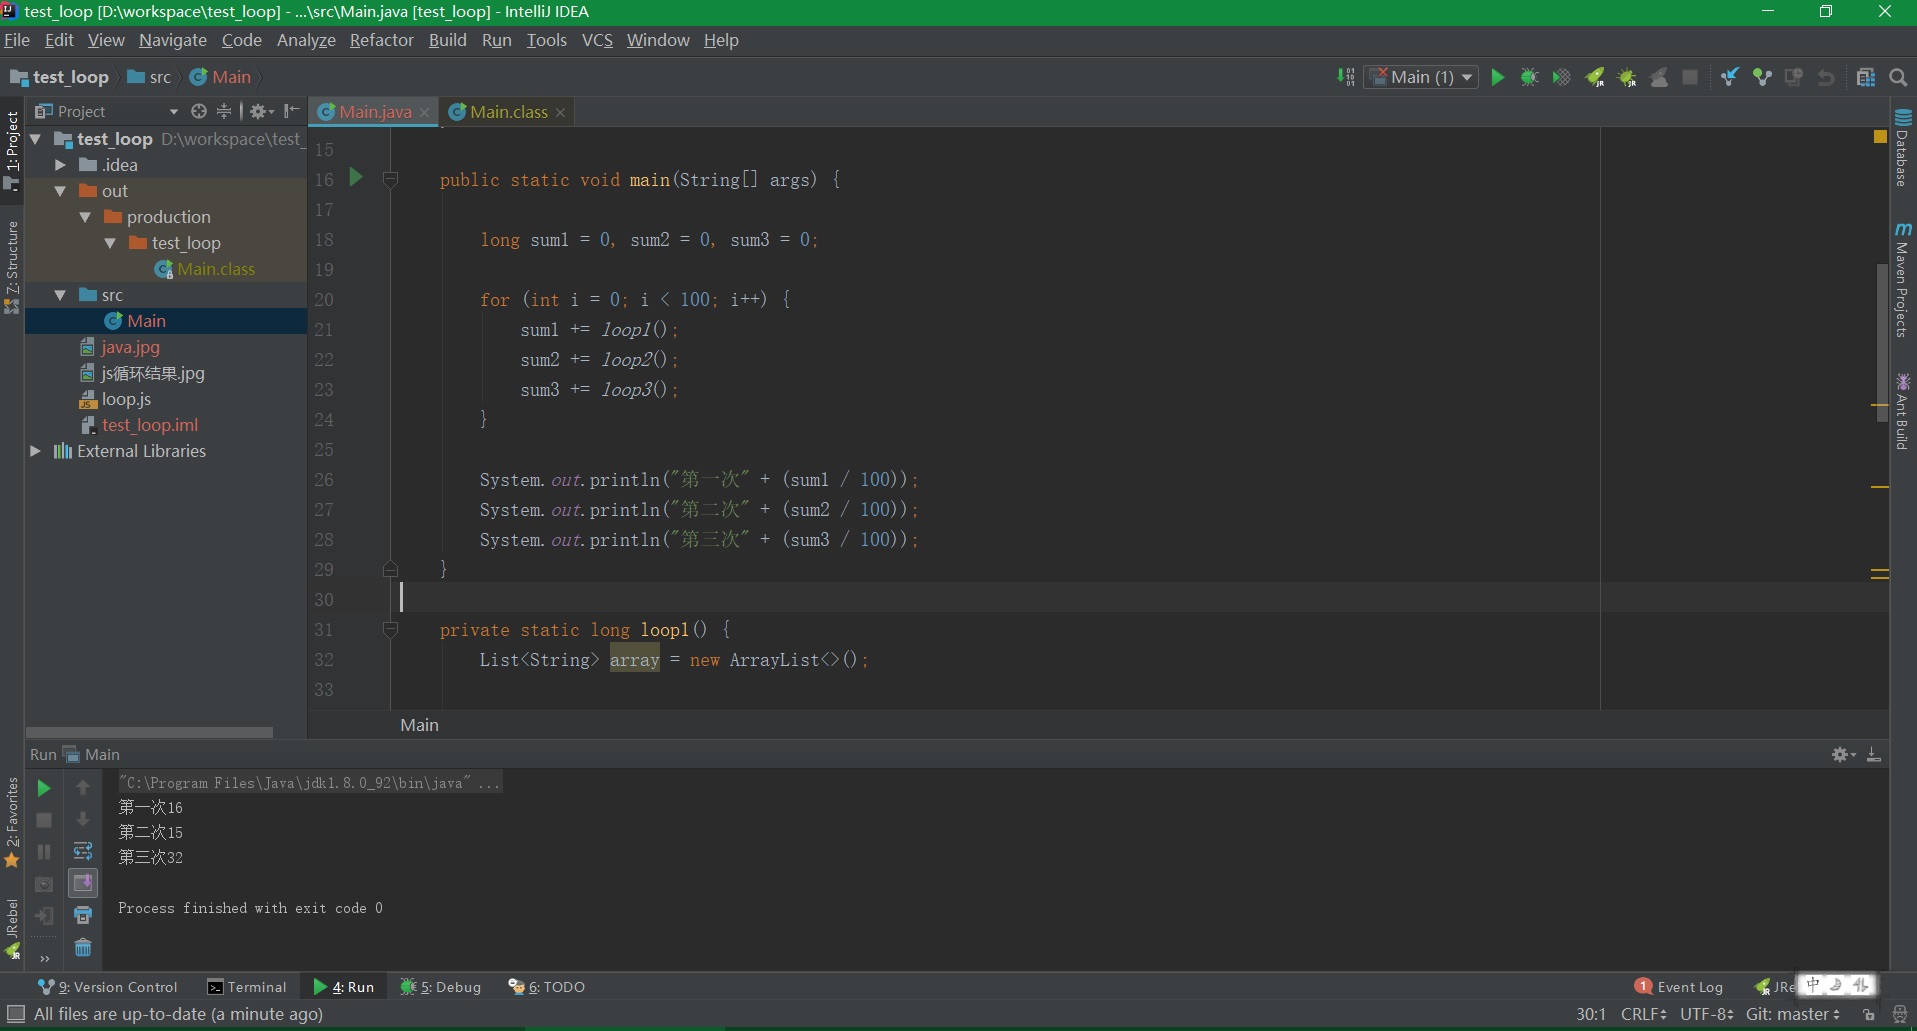 test_loop [D:\workspace\test_loop] - ...\src\Main.java [test_loop] - IntelliJ IDEA
File Edit View Navigate Code Analyze Refactor Build Run Tools VCS Window Help
test_loop src Main
Main (1)
Project
Main.java Main.class
1: Project
7: Structure
2: Favorites
JRebel
test_loop D:\workspace\test_
.idea
out
production
test_loop
Main.class
src
Main
java.jpg
js循环结果.jpg
loop.js
test_loop.iml
External Libraries
15
16 public static void main(String[] args) {
17
18 long sum1 = 0, sum2 = 0, sum3 = 0;
19
20 for (int i = 0; i < 100; i++) {
21 sum1 += loop1();
22 sum2 += loop2();
23 sum3 += loop3();
24 }
25
26 System.out.println("第一次" + (sum1 / 100));
27 System.out.println("第二次" + (sum2 / 100));
28 System.out.println("第三次" + (sum3 / 100));
29 }
30
31 private static long loop1() {
32 List<String> array = new ArrayList<>();
33
Main
Database
Maven Projects
Ant Build
Run Main
"C:\Program Files\Java\jdk1.8.0_92\bin\java" ...
第一次16
第二次15
第三次32
Process finished with exit code 0
9: Version Control Terminal 4: Run 5: Debug 6: TODO
1 Event Log JRe 中
All files are up-to-date (a minute ago)
30:1 CRLF UTF-8 Git: master